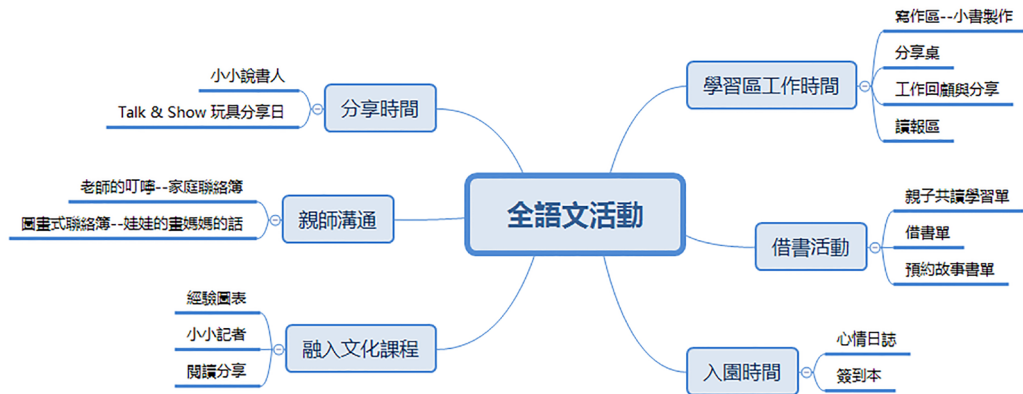 全語文活動
學習區工作時間
寫作區--小書製作
分享桌
工作回顧與分享
讀報區
借書活動
親子共讀學習單
借書單
預約故事書單
入園時間
心情日誌
簽到本
分享時間
小小說書人
Talk & Show 玩具分享日
親師溝通
老師的叮嚀--家庭聯絡簿
圖畫式聯絡簿--娃娃的畫媽媽的話
融入文化課程
經驗圖表
小小記者
閱讀分享